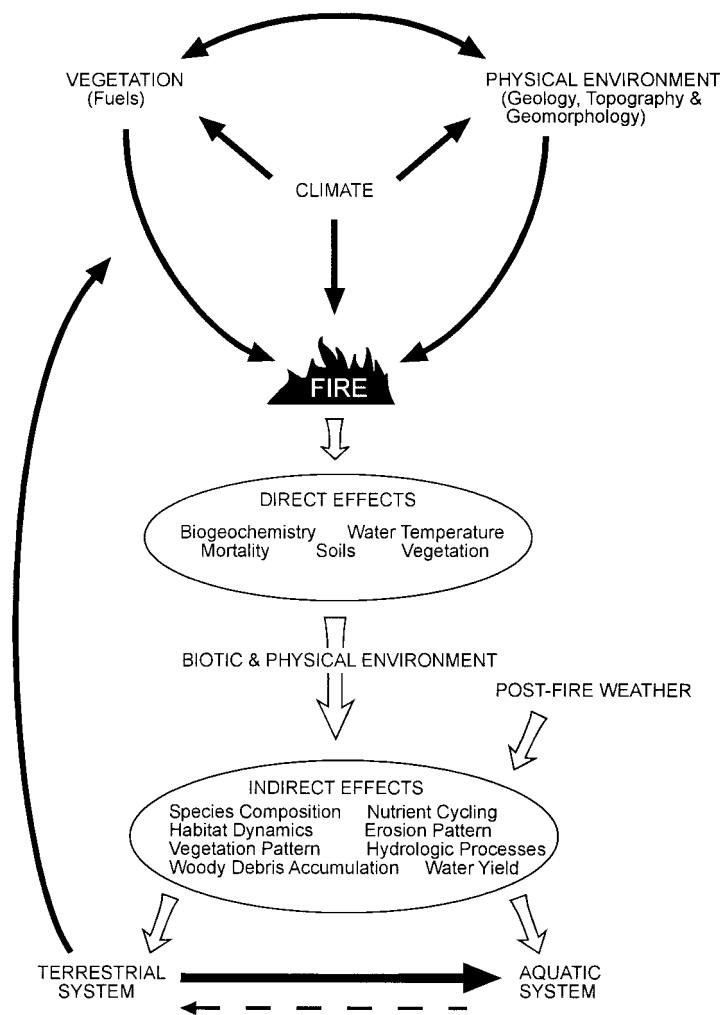 VEGETATION
(Fuels)
PHYSICAL ENVIRONMENT
(Geology, Topography &
Geomorphology)
CLIMATE
FIRE
DIRECT EFFECTS
Biogeochemistry Water Temperature
Mortality Soils Vegetation
BIOTIC & PHYSICAL ENVIRONMENT
POST-FIRE WEATHER
INDIRECT EFFECTS
Species Composition Nutrient Cycling
Habitat Dynamics Erosion Pattern
Vegetation Pattern Hydrologic Processes
Woody Debris Accumulation Water Yield
TERRESTRIAL
SYSTEM
AQUATIC
SYSTEM